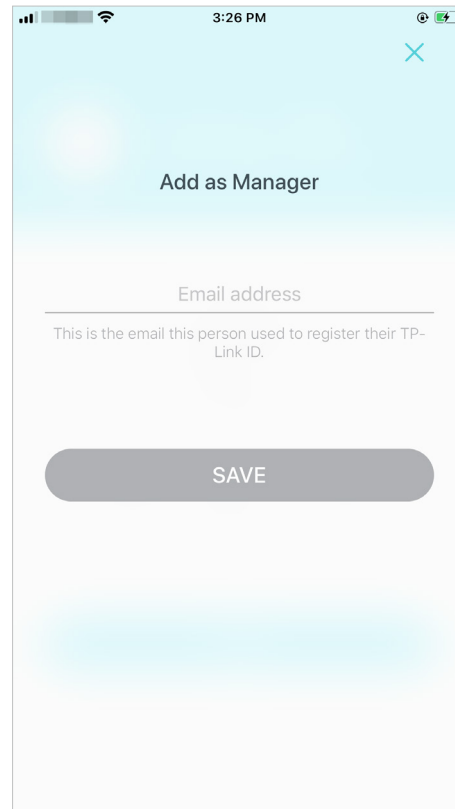 3:26 PM
Add as Manager
Email address
This is the email this person used to register their TP-
Link ID.
SAVE